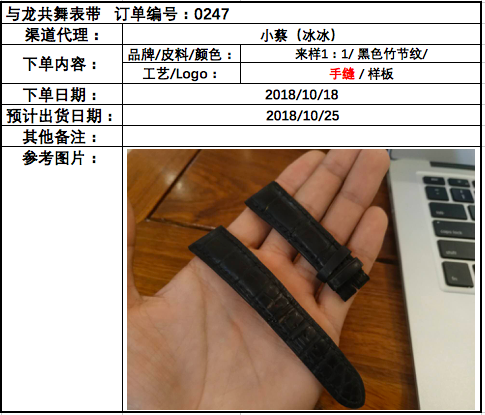 与龙共舞表带 订单编号：0247
渠道代理： 小蔡（冰冰）
下单内容： 品牌/皮料/颜色： 来样1：1/ 黑色竹节纹/
工艺/Logo： 手缝 / 样板
下单日期： 2018/10/18
预计出货日期： 2018/10/25
其他备注：
参考图片：